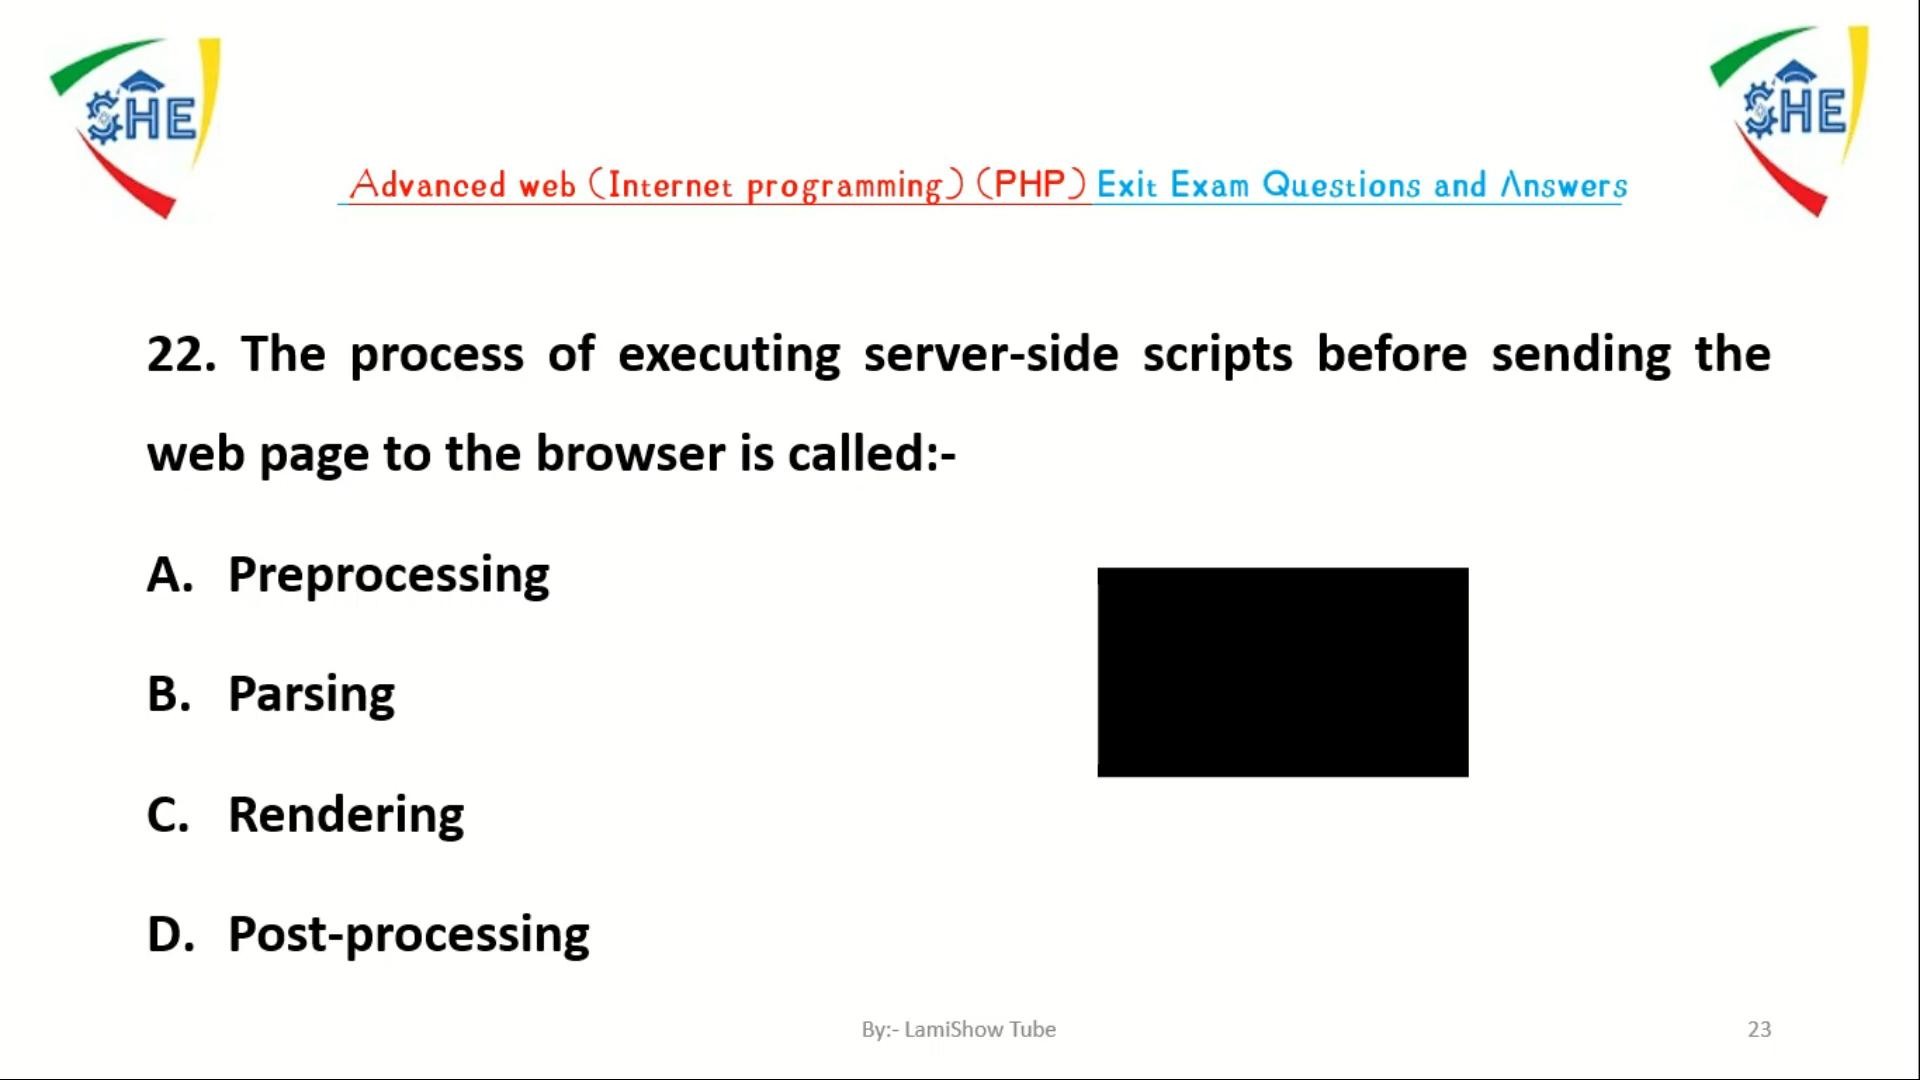 SHE
SHE
Advanced web (Internet programming) (PHP) Exit Exam Questions and Answers
22. The process of executing server-side scripts before sending the
web page to the browser is called:-
A. Preprocessing
B. Parsing
C. Rendering
D. Post-processing
By:- LamiShow Tube
23